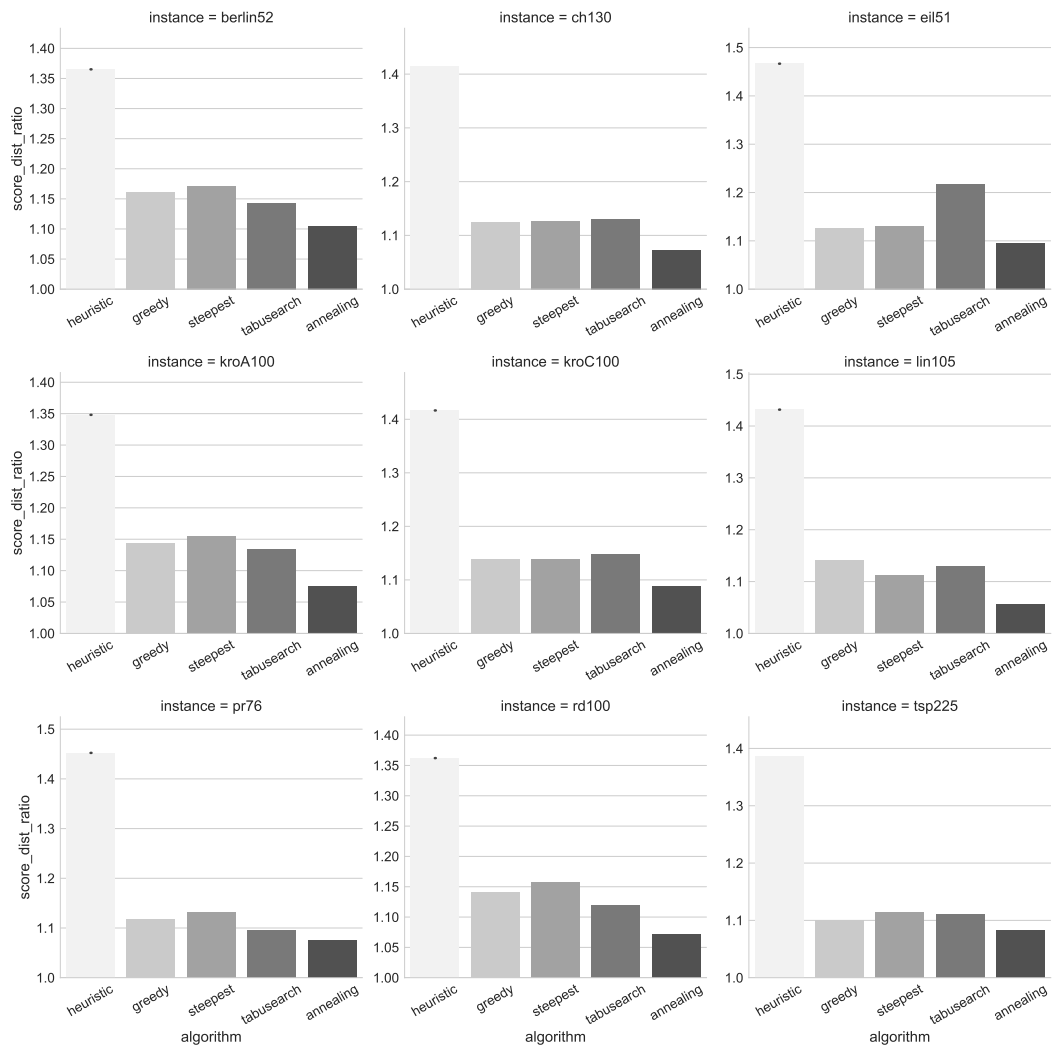 instance = berlin52
score_dist_ratio
1.40
1.35
1.30
1.25
1.20
1.15
1.10
1.05
1.00
heuristic
greedy
steepest
tabusearch
annealing
instance = ch130
1.4
1.3
1.2
1.1
1.0
heuristic
greedy
steepest
tabusearch
annealing
instance = eil51
1.5
1.4
1.3
1.2
1.1
1.0
heuristic
greedy
steepest
tabusearch
annealing
instance = kroA100
score_dist_ratio
1.40
1.35
1.30
1.25
1.20
1.15
1.10
1.05
1.00
heuristic
greedy
steepest
tabusearch
annealing
instance = kroC100
1.4
1.3
1.2
1.1
1.0
heuristic
greedy
steepest
tabusearch
annealing
instance = lin105
1.5
1.4
1.3
1.2
1.1
1.0
heuristic
greedy
steepest
tabusearch
annealing
instance = pr76
score_dist_ratio
1.5
1.4
1.3
1.2
1.1
1.0
heuristic
greedy
steepest
tabusearch
annealing
algorithm
instance = rd100
1.40
1.35
1.30
1.25
1.20
1.15
1.10
1.05
1.00
heuristic
greedy
steepest
tabusearch
annealing
algorithm
instance = tsp225
1.4
1.3
1.2
1.1
1.0
heuristic
greedy
steepest
tabusearch
annealing
algorithm